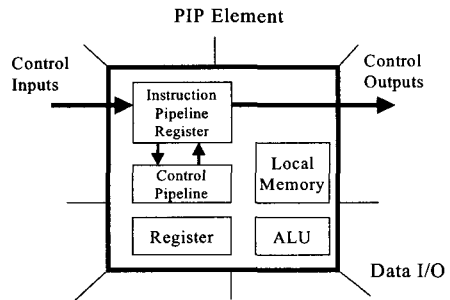 PIP Element
Control
Inputs
Control
Outputs
Instruction
Pipeline
Register
Control
Pipeline
Local
Memory
Register
ALU
Data I/O